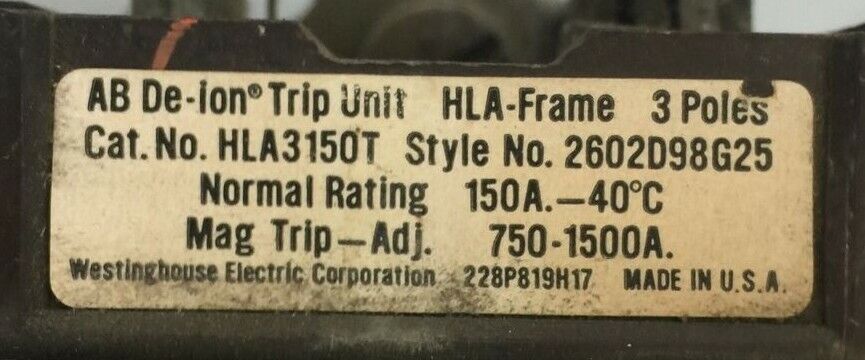 AB De-ion® Trip Unit HLA-Frame 3 Poles
Cat. No. HLA3150T Style No. 2602D98G25
Normal Rating 150A.—40°C
Mag Trip—Adj. 750-1500A.
Westinghouse Electric Corporation 228P819H17 MADE IN U.S.A.